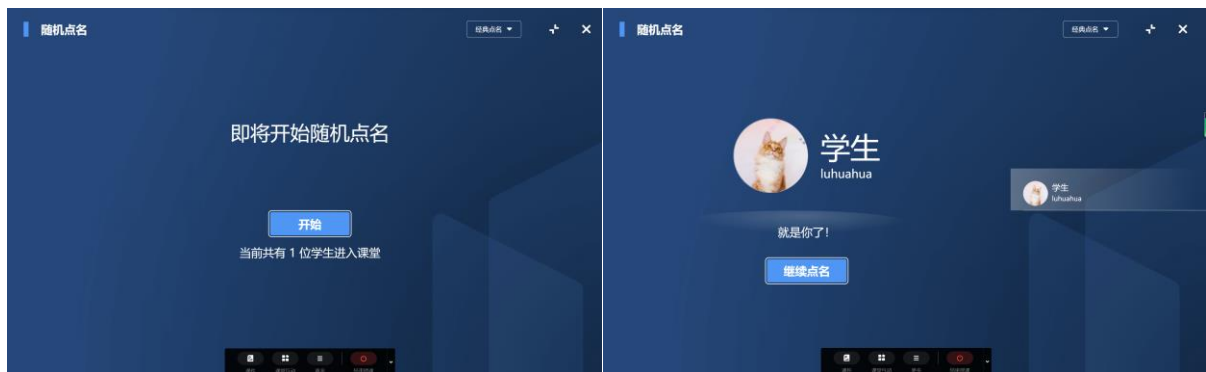 随机点名
经典点名
即将开始随机点名
开始
当前共有 1 位学生进入课堂
随机点名
经典点名
学生
luhuahua
就是你了!
继续点名
学生
luhuahua